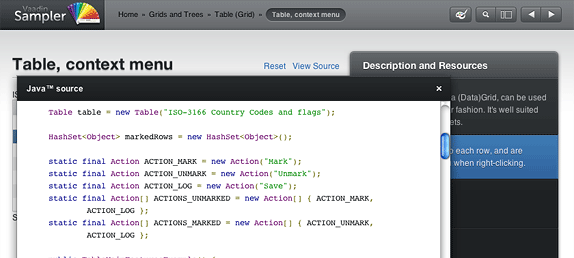 Vaadin
Sampler
Home » Grids and Trees » Table (Grid) » Table, context menu
Table, context menu
Reset View Source
Description and Resources
Java™ source
Table table = new Table("ISO-3166 Country Codes and flags");
HashSet<Object> markedRows = new HashSet<Object>();
static final Action ACTION_MARK = new Action("Mark");
static final Action ACTION_UNMARK = new Action("Unmark");
static final Action ACTION_LOG = new Action("Save");
static final Action[] ACTIONS_UNMARKED = new Action[] { ACTION_MARK,
ACTION_LOG };
static final Action[] ACTIONS_MARKED = new Action[] { ACTION_UNMARK,
ACTION_LOG };
a (Data)Grid, can be used
fashion. It's well suited
each row, and are
when right-clicking.